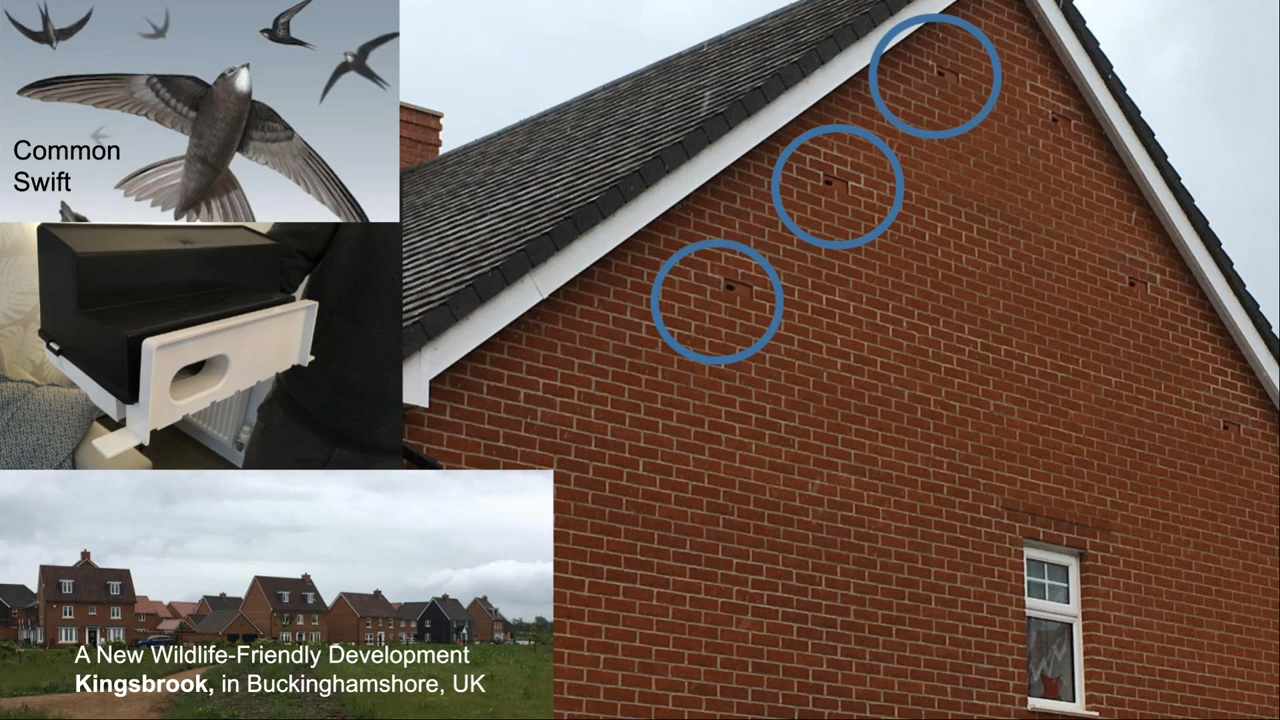 Common
Swift
A New Wildlife-Friendly Development
Kingsbrook, in Buckinghamshore, UK